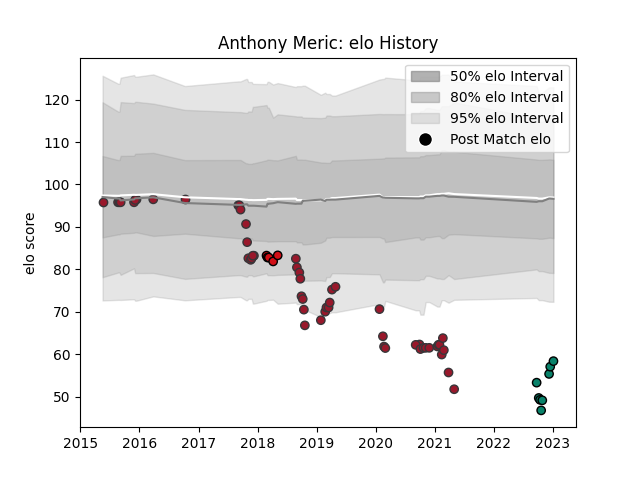 Anthony Meric: elo History
50% elo Interval
80% elo Interval
95% elo Interval
Post Match elo
elo score
120
110
100
90
80
70
60
50
2015 2016 2017 2018 2019 2020 2021 2022 2023